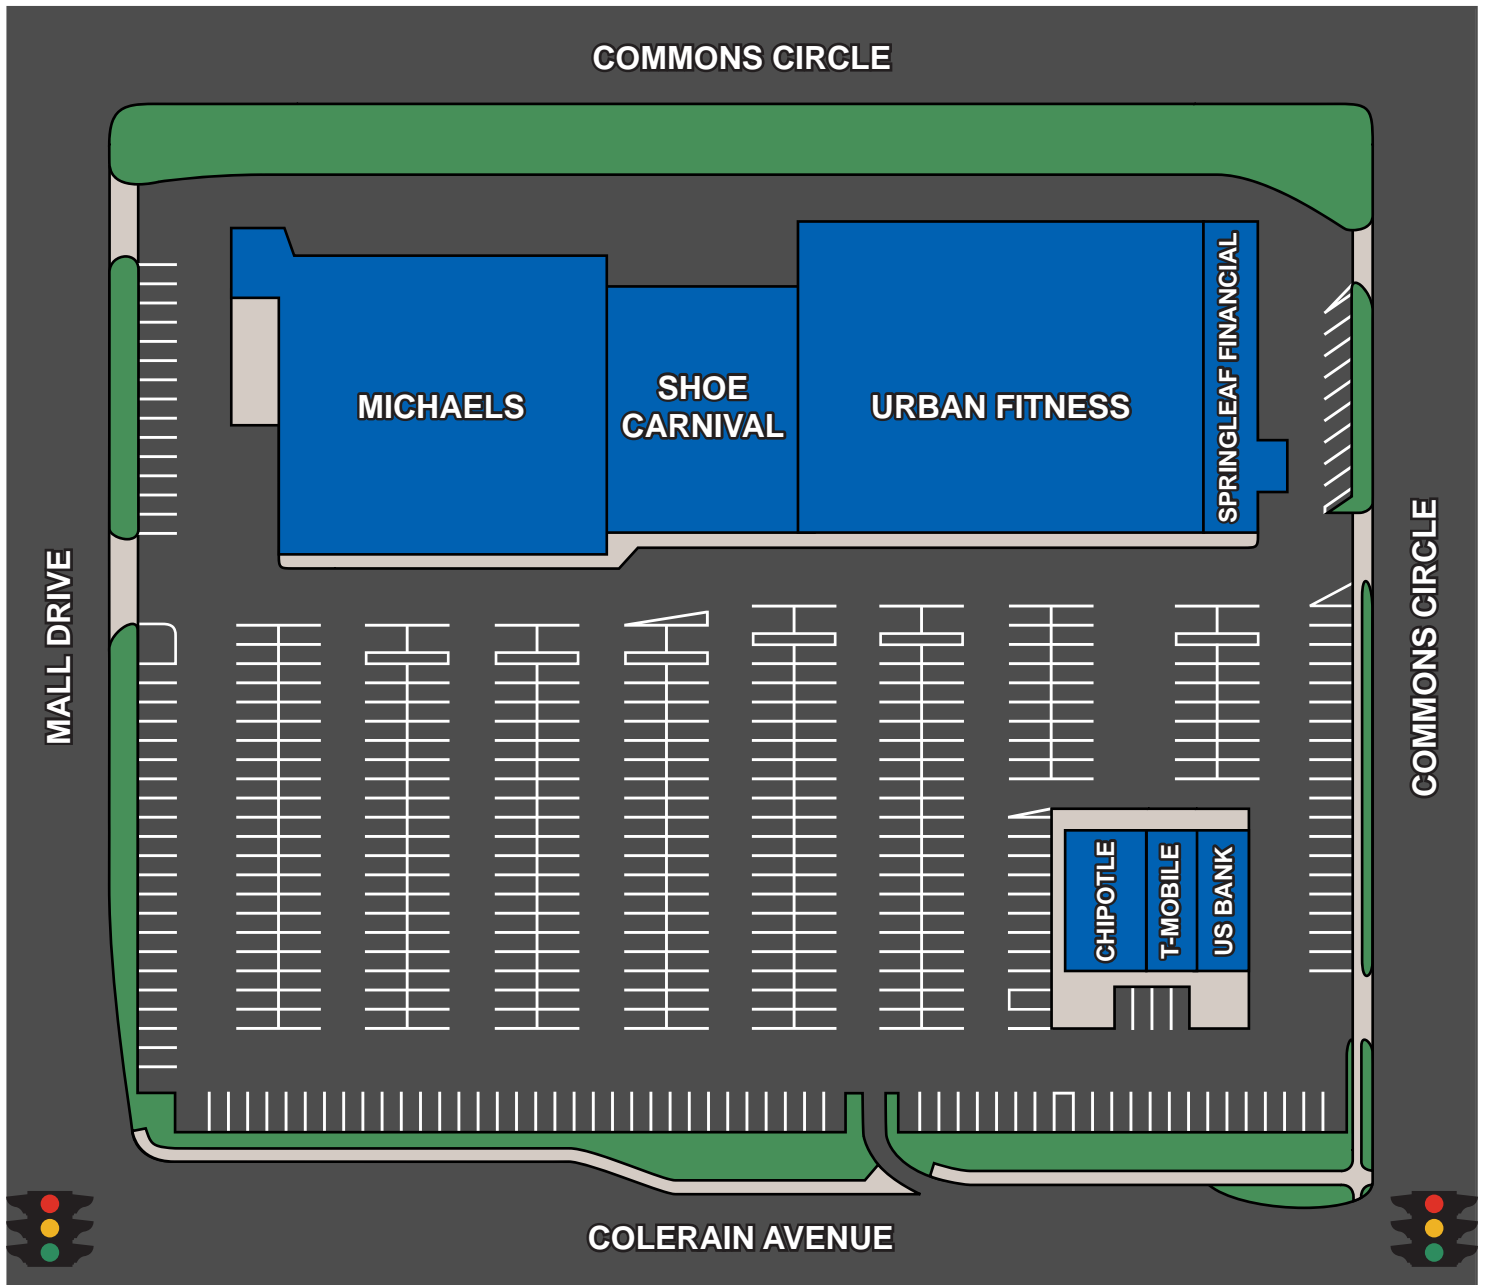 COMMONS CIRCLE
MICHAELS
SHOE
CARNIVAL
URBAN FITNESS
SPRINGLEAF FINANCIAL
MALL DRIVE
COMMONS CIRCLE
CHIPOTLE
T-MOBILE
US BANK
COLERAIN AVENUE